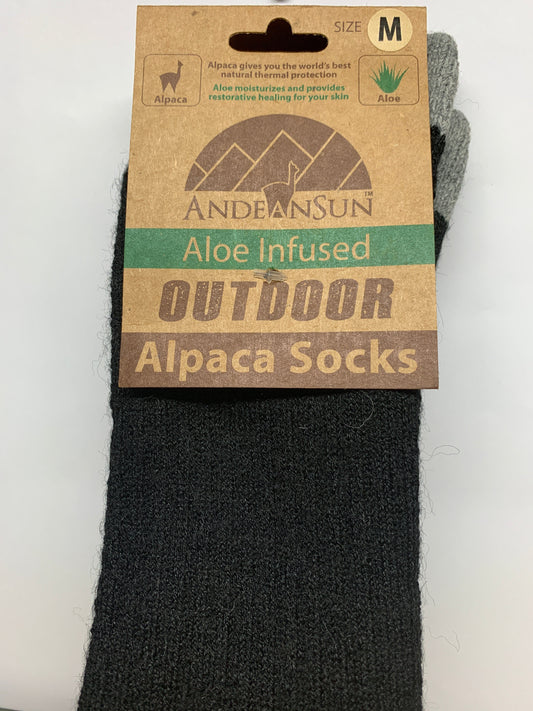 SIZE M
Alpaca gives you the world's best
natural thermal protection
Aloe moisturizes and provides
restorative healing for your skin
Alpaca
Aloe
ANDEANSUN™
Aloe Infused
OUTDOOR
Alpaca Socks